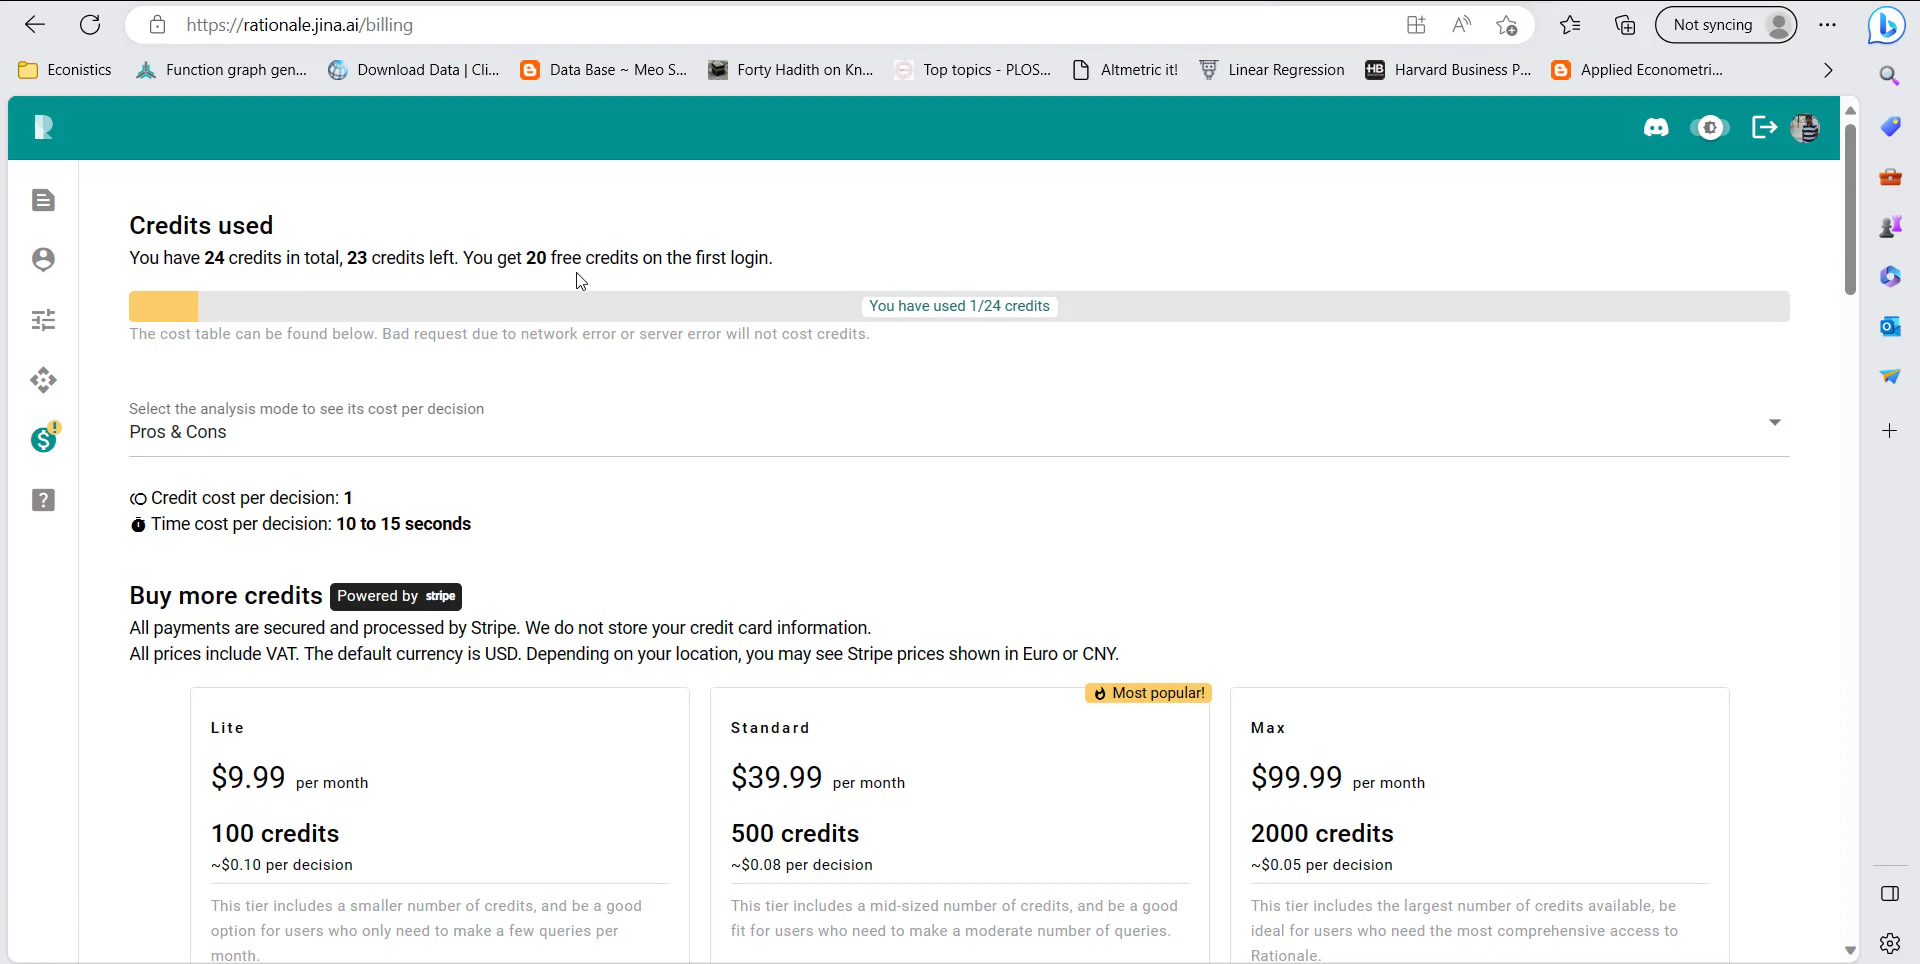 https://rationale.jina.ai/billing
Not syncing
Econistics
Function graph gen...
Download Data | Cli...
Data Base ~ Meo S...
Forty Hadith on Kn...
Top topics - PLOS...
Altmetric it!
Linear Regression
HB
Harvard Business P...
Applied Econometri...
Credits used
You have 24 credits in total, 23 credits left. You get 20 free credits on the first login.
You have used 1/24 credits
The cost table can be found below. Bad request due to network error or server error will not cost credits.
Select the analysis mode to see its cost per decision
Pros & Cons
Credit cost per decision: 1
Time cost per decision: 10 to 15 seconds
Buy more credits Powered by stripe
All payments are secured and processed by Stripe. We do not store your credit card information.
All prices include VAT. The default currency is USD. Depending on your location, you may see Stripe prices shown in Euro or CNY.
Lite
$9.99 per month
100 credits
~$0.10 per decision
This tier includes a smaller number of credits, and be a good
option for users who only need to make a few queries per
month.
Most popular!
Standard
$39.99 per month
500 credits
~$0.08 per decision
This tier includes a mid-sized number of credits, and be a good
fit for users who need to make a moderate number of queries.
Max
$99.99 per month
2000 credits
~$0.05 per decision
This tier includes the largest number of credits available, be
ideal for users who need the most comprehensive access to
Rationale.